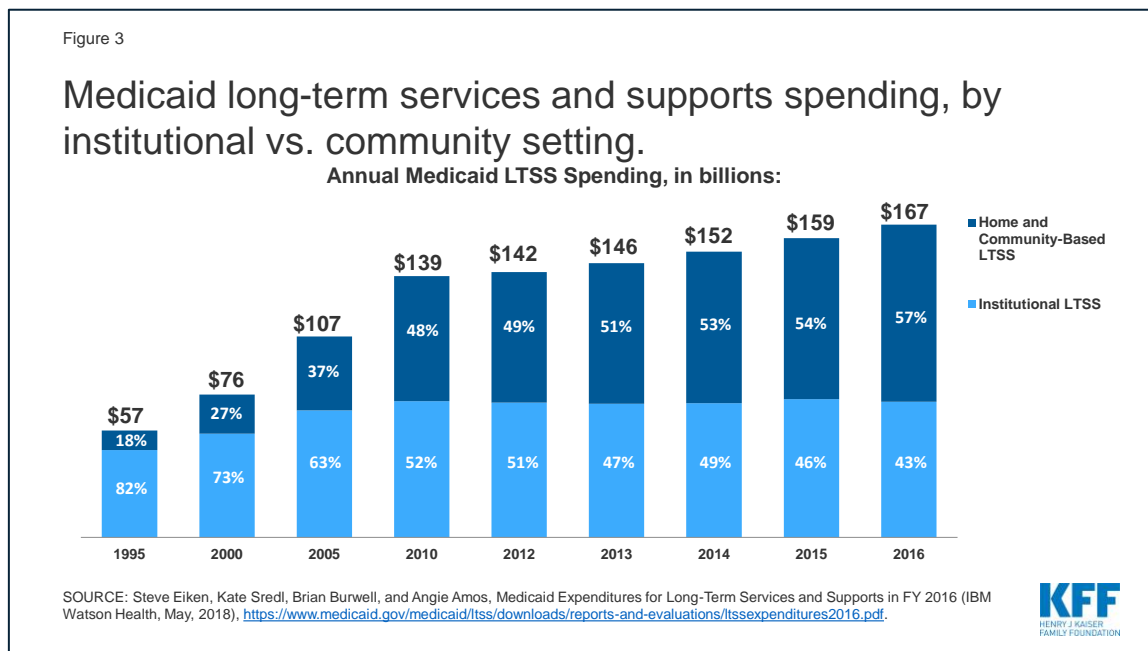 Figure 3
Medicaid long-term services and supports spending, by
institutional vs. community setting.
Annual Medicaid LTSS Spending, in billions:
$57
$76
$107
$139
$142
$146
$152
$159
$167
18%
27%
37%
48%
49%
51%
53%
54%
57%
82%
73%
63%
52%
51%
47%
49%
46%
43%
1995
2000
2005
2010
2012
2013
2014
2015
2016
Home and
Community-Based
LTSS
Institutional LTSS
SOURCE: Steve Eiken, Kate Sredl, Brian Burwell, and Angie Amos, Medicaid Expenditures for Long-Term Services and Supports in FY 2016 (IBM
Watson Health, May, 2018), https://www.medicaid.gov/medicaid/ltss/downloads/reports-and-evaluations/ltssexpenditures2016.pdf.
KFF
HENRY J KAISER
FAMILY FOUNDATION